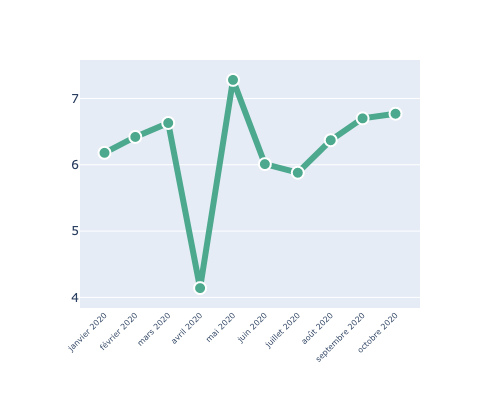 7
6
5
4
janvier 2020
février 2020
mars 2020
avril 2020
mai 2020
juin 2020
juillet 2020
août 2020
septembre 2020
octobre 2020